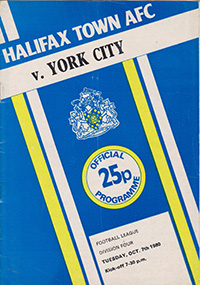 HALIFAX TOWN AFC
v. YORK CITY
OFFICIAL
25p
PROGRAMME
FOOTBALL LEAGUE
DIVISION FOUR
TUESDAY, OCT. 7th 1980
Kick-off 7-30 p.m.